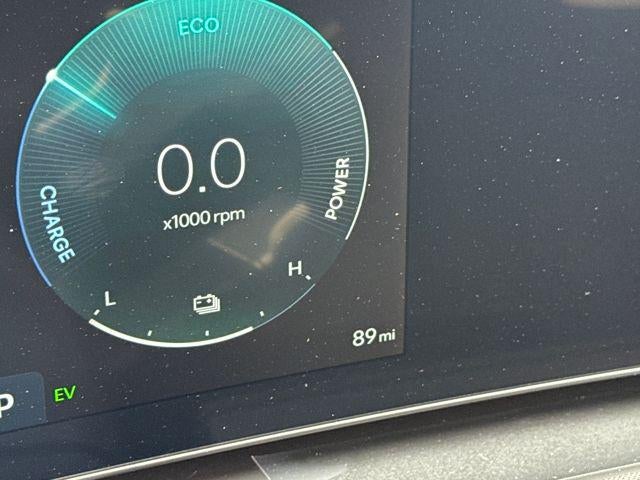 ECO
0.0
x1000 rpm
CHARGE
POWER
L
H
89 mi
P
EV